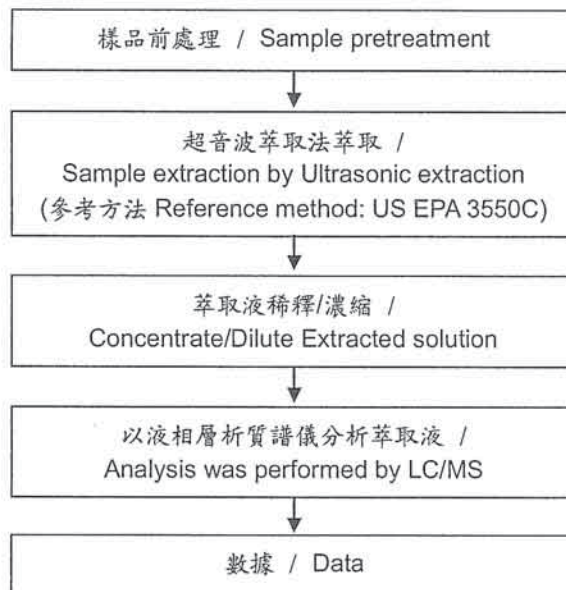 樣品前處理 / Sample pretreatment
超音波萃取法萃取 /
Sample extraction by Ultrasonic extraction
(參考方法 Reference method: US EPA 3550C)
萃取液稀釋/濃縮 /
Concentrate/Dilute Extracted solution
以液相層析質譜儀分析萃取液 /
Analysis was performed by LC/MS
數據 / Data